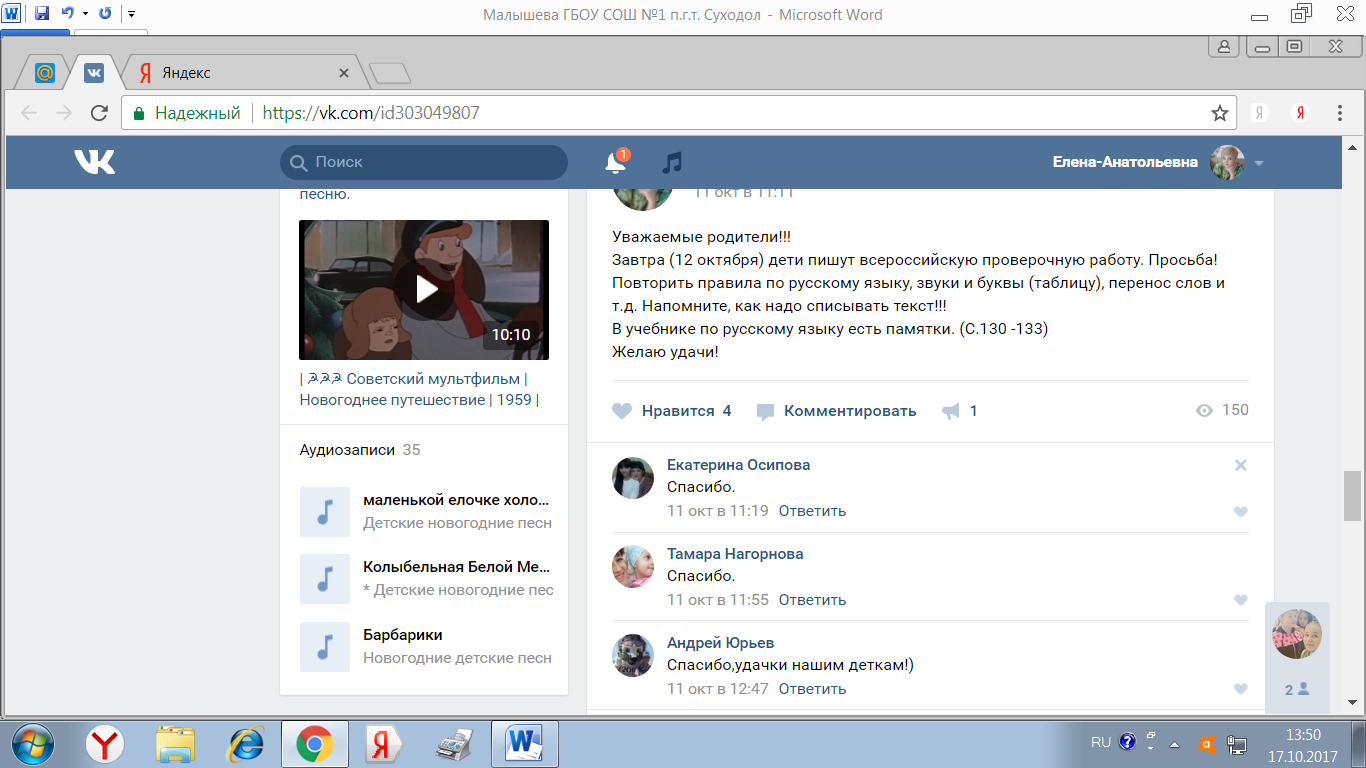 Малышева ГБОУ СОШ №1 п.г.т. Суходол - Microsoft Word
Яндекс
Надежный https://vk.com/id303049807
Поиск
1
Елена-Анатольевна
песню.
10:10
| ☭☭☭ Советский мультфильм |
Новогоднее путешествие | 1959 |
Аудиозаписи 35
маленькой елочке холо...
Детские новогодние песн
Колыбельная Белой Ме...
* Детские новогодние пес
Барбарики
Новогодние детские песн
11 окт в 11:11
Уважаемые родители!!!
Завтра (12 октября) дети пишут всероссийскую проверочную работу. Просьба!
Повторить правила по русскому языку, звуки и буквы (таблицу), перенос слов и
т.д. Напомните, как надо списывать текст!!!
В учебнике по русскому языку есть памятки. (С.130 -133)
Желаю удачи!
Нравится 4 Комментировать 1 150
Екатерина Осипова
Спасибо.
11 окт в 11:19 Ответить
Тамара Нагорнова
Спасибо.
11 окт в 11:55 Ответить
Андрей Юрьев
Спасибо,удачки нашим деткам!)
11 окт в 12:47 Ответить
2
RU
13:50
17.10.2017